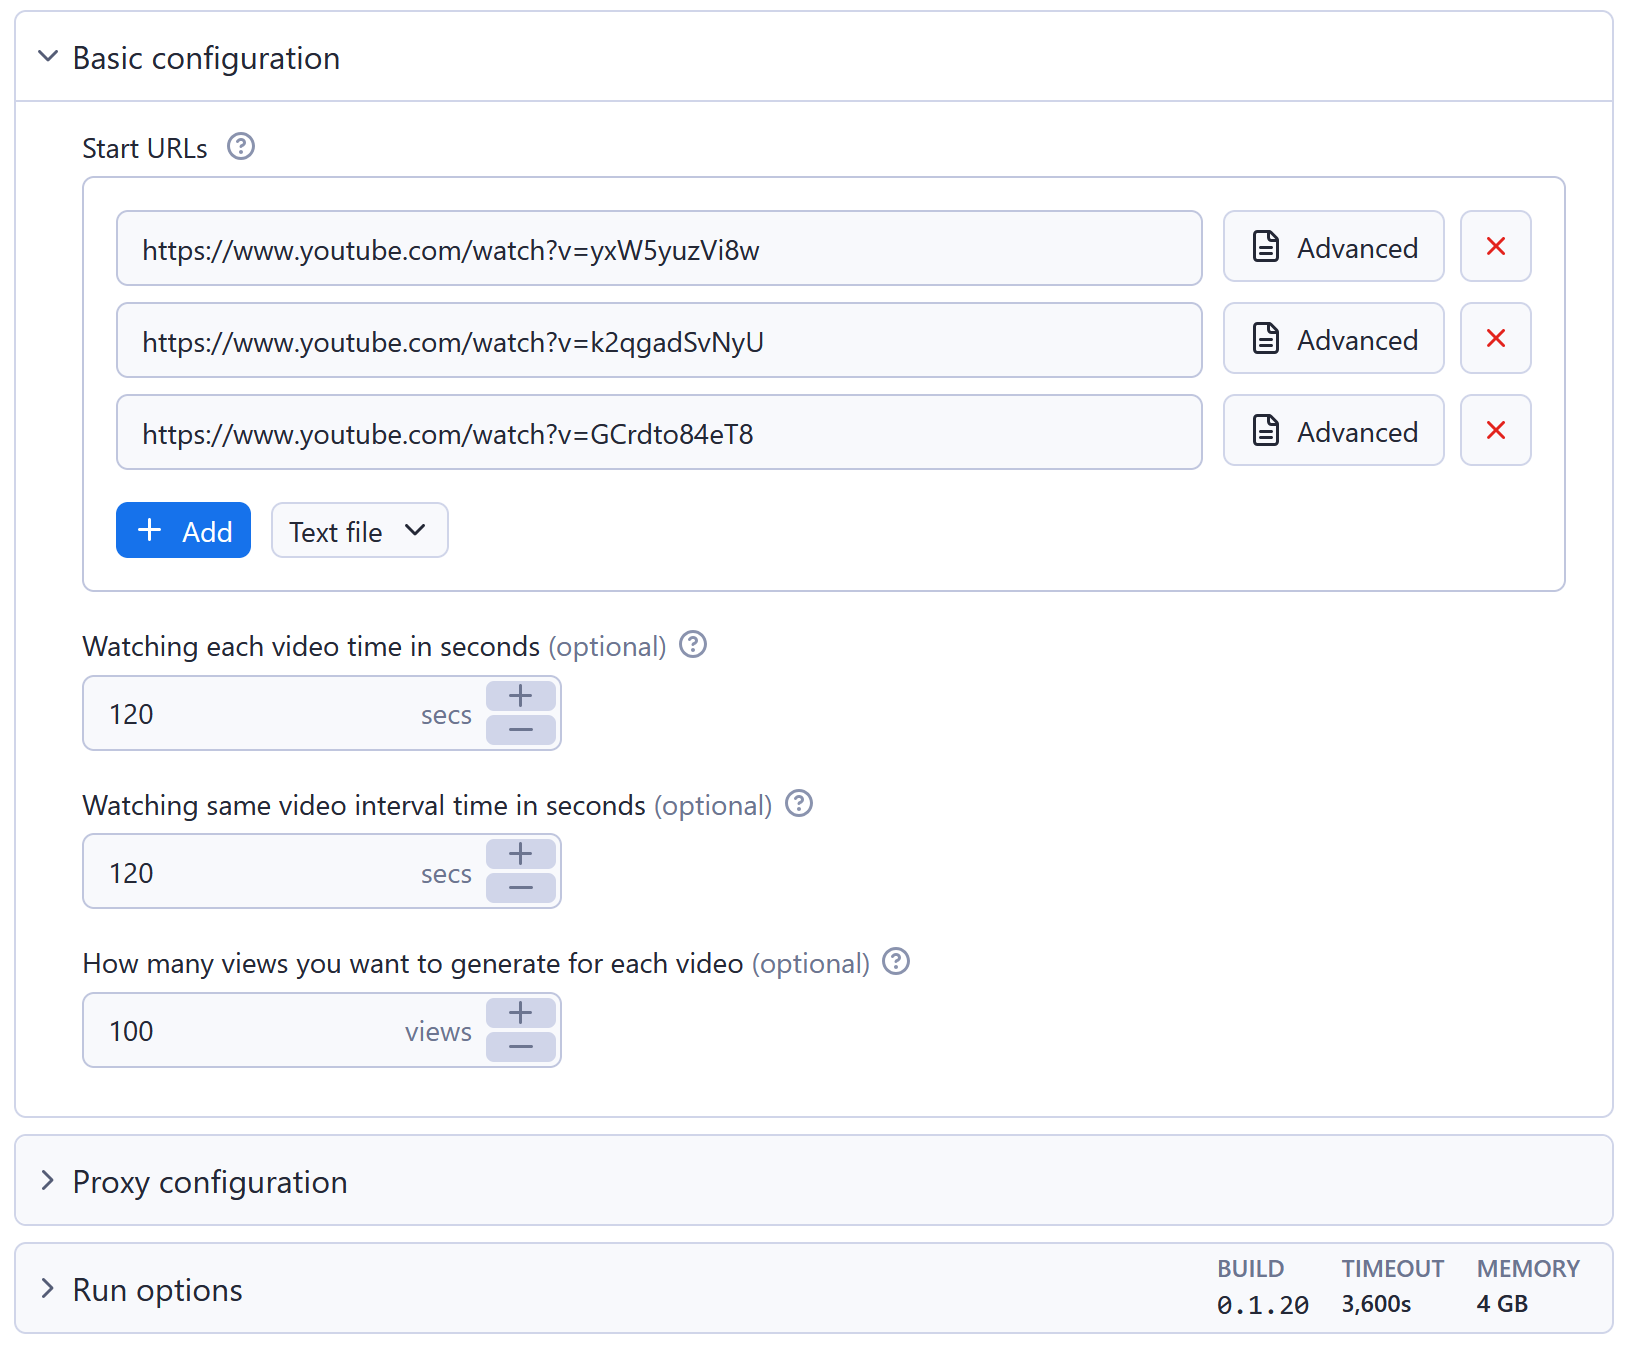 Basic configuration
Start URLs
https://www.youtube.com/watch?v=yxW5yuzVi8w Advanced
https://www.youtube.com/watch?v=k2qgadSvNyU Advanced
https://www.youtube.com/watch?v=GCrdto84eT8 Advanced
Add Text file
Watching each video time in seconds (optional)
120 secs
Watching same video interval time in seconds (optional)
120 secs
How many views you want to generate for each video (optional)
100 views
Proxy configuration
Run options
BUILD TIMEOUT MEMORY
0.1.20 3,600s 4 GB